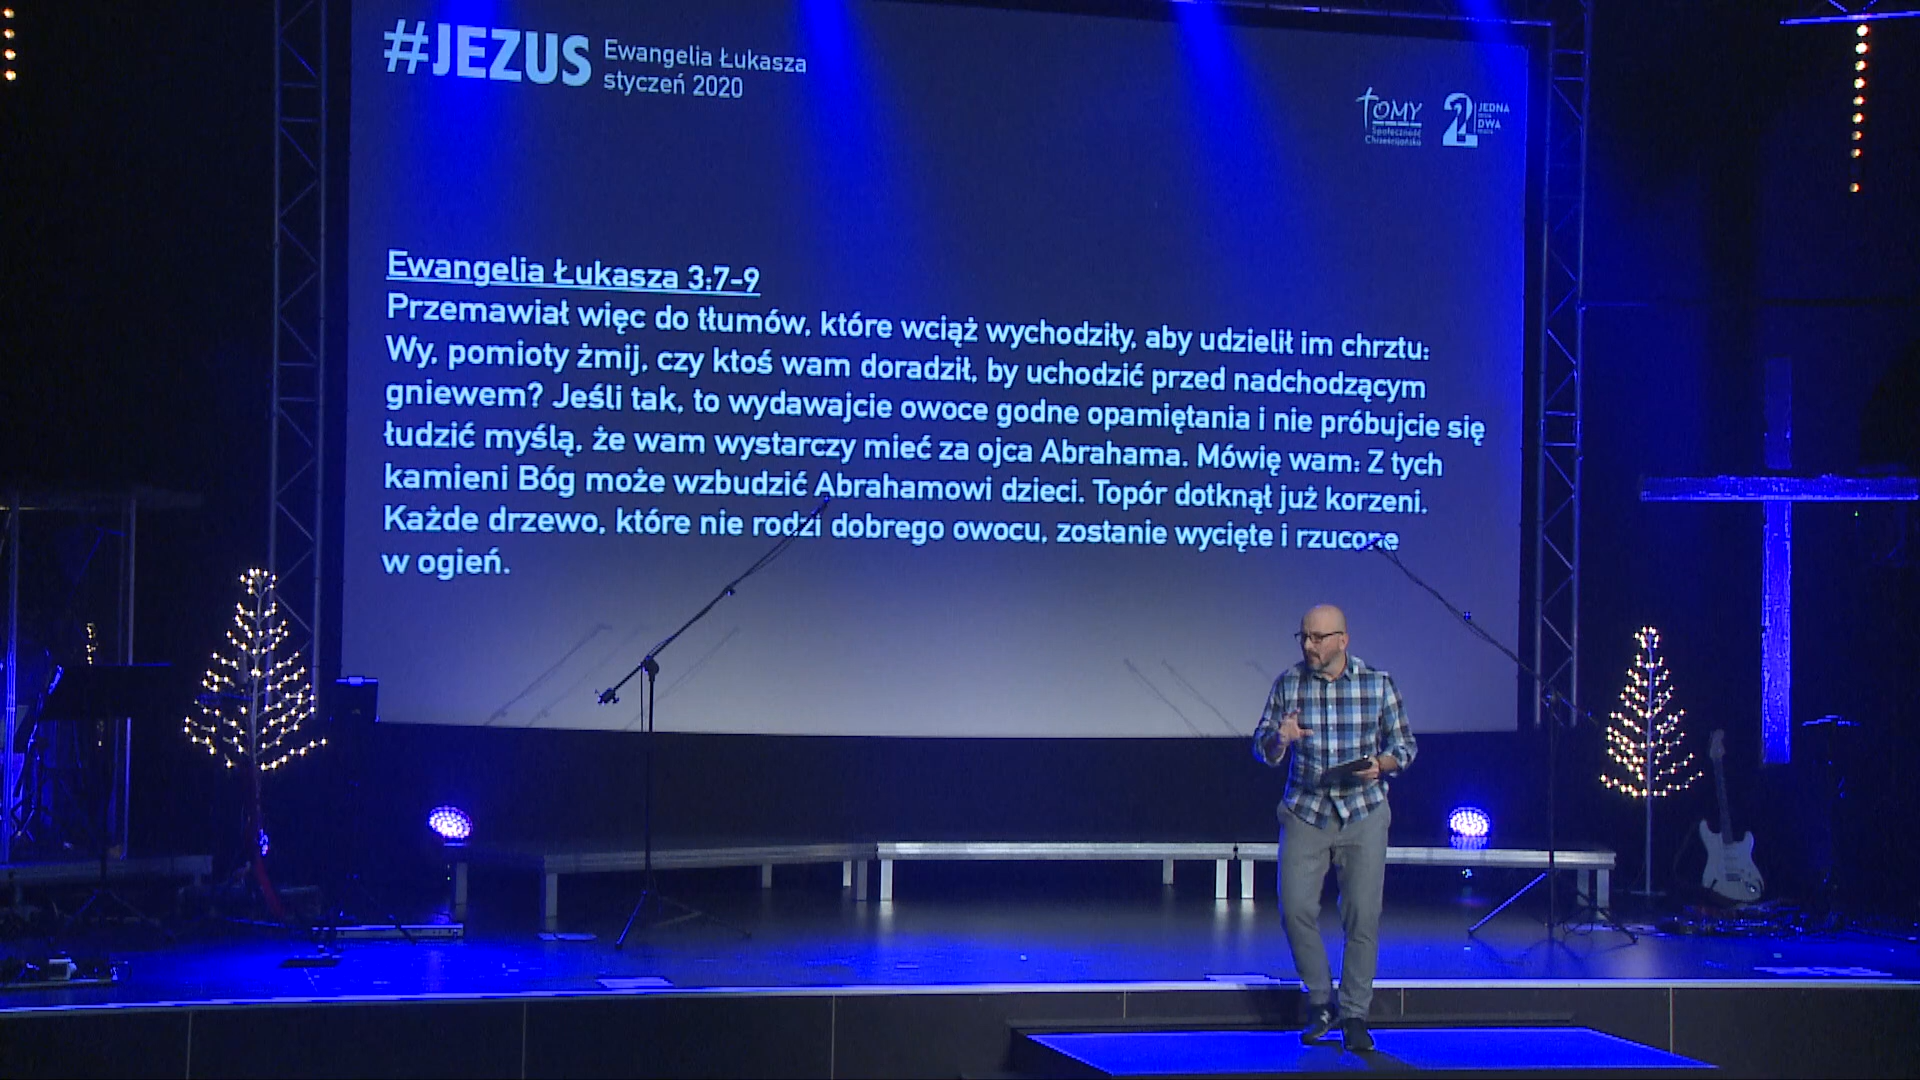 #JEZUS
Ewangelia Łukasza
styczeń 2020
TOMY
Społeczność
Chrześcijańska
2 JEDNA
DWA
Ewangelia Łukasza 3:7-9
Przemawiał więc do tłumów, które wciąż wychodziły, aby udzielił im chrztu:
Wy, pomioty żmij, czy ktoś wam doradził, by uchodzić przed nadchodzącym
gniewem? Jeśli tak, to wydawajcie owoce godne opamiętania i nie próbujcie się
łudzić myślą, że wam wystarczy mieć za ojca Abrahama. Mówię wam: Z tych
kamieni Bóg może wzbudzić Abrahamowi dzieci. Topór dotknął już korzeni.
Każde drzewo, które nie rodzi dobrego owocu, zostanie wycięte i rzucone
w ogień.